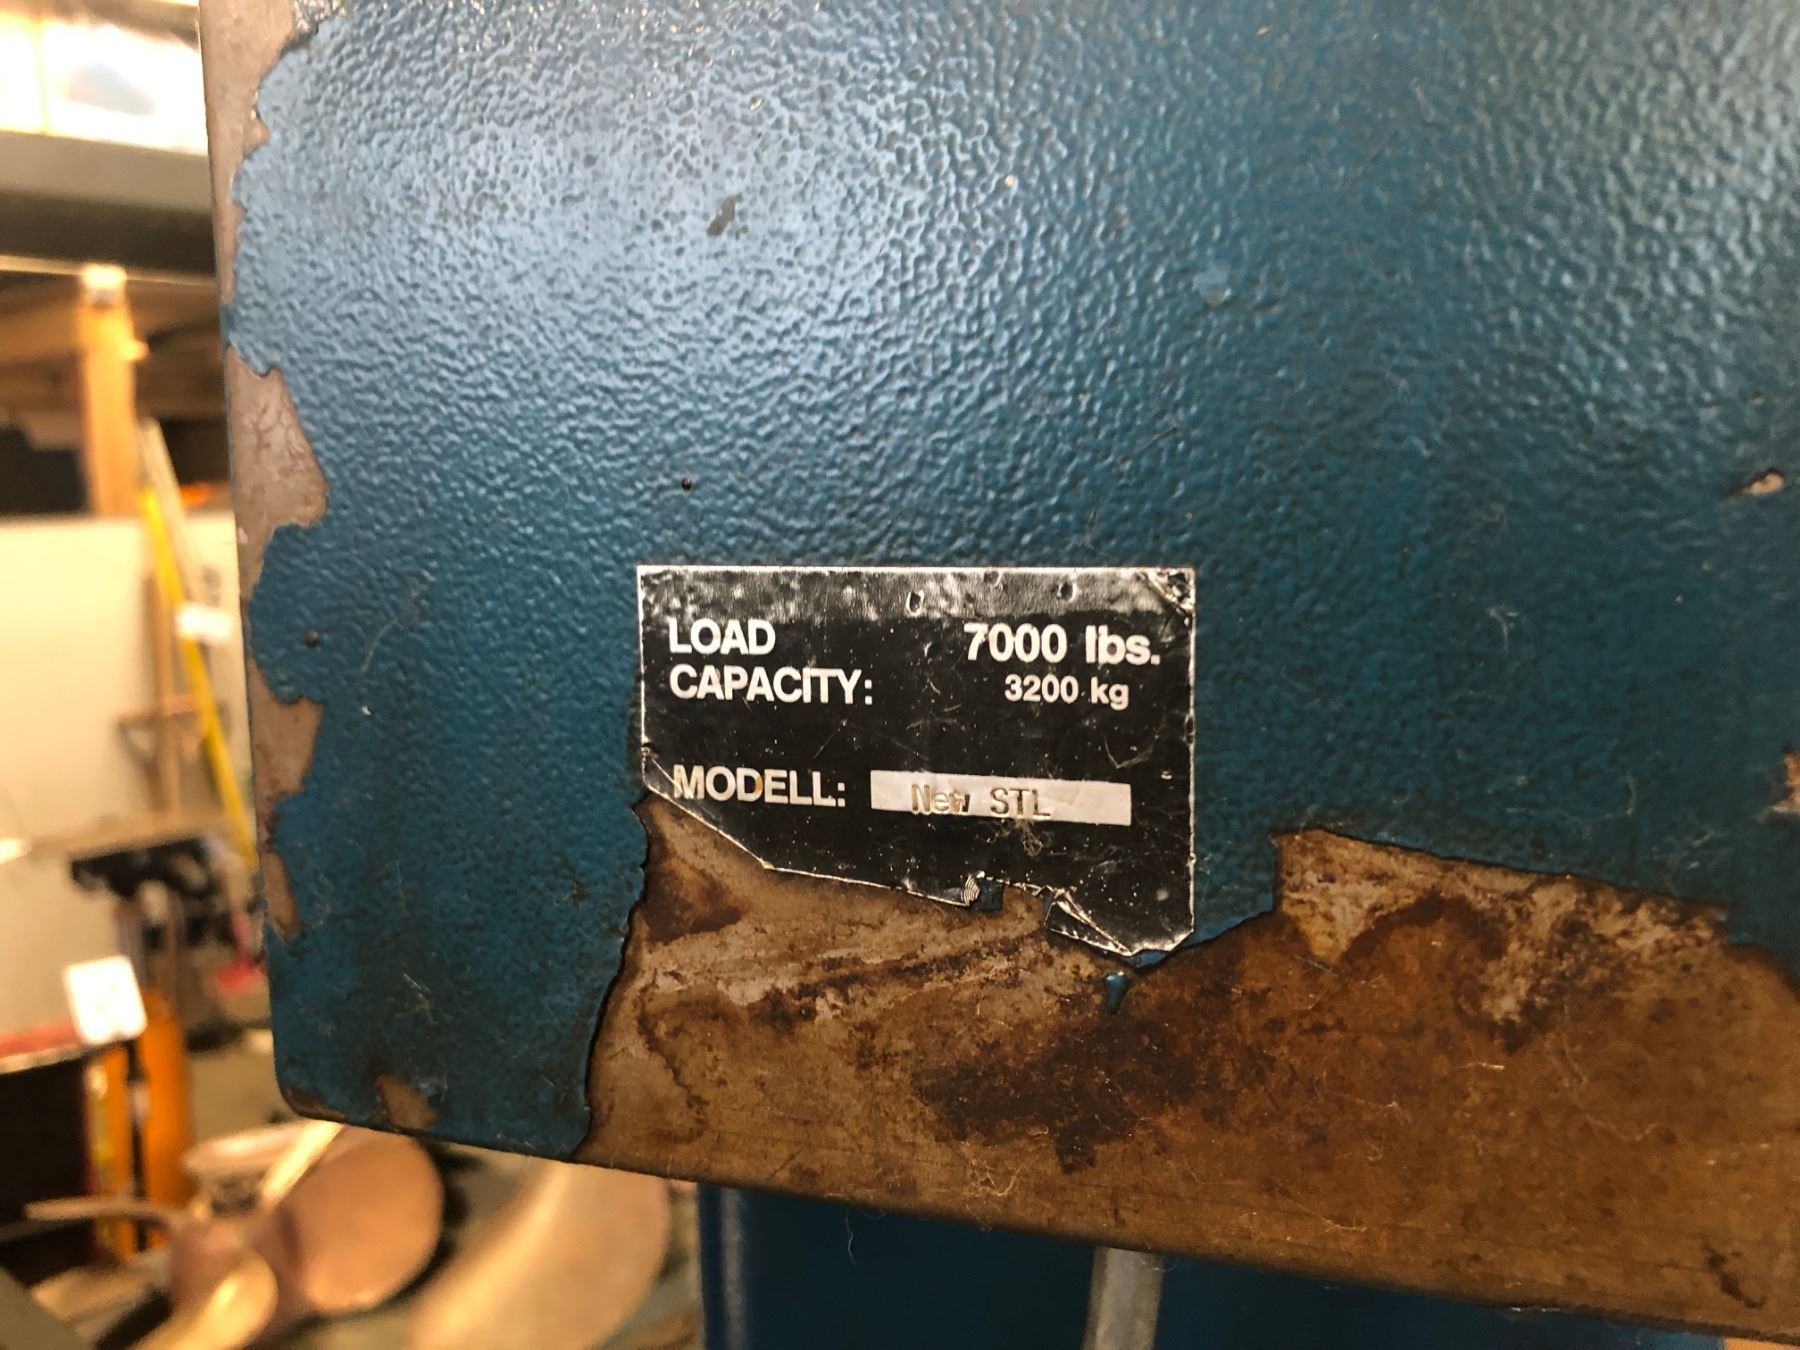 LOAD 7000 lbs.
CAPACITY: 3200 kg
MODELL: New STL